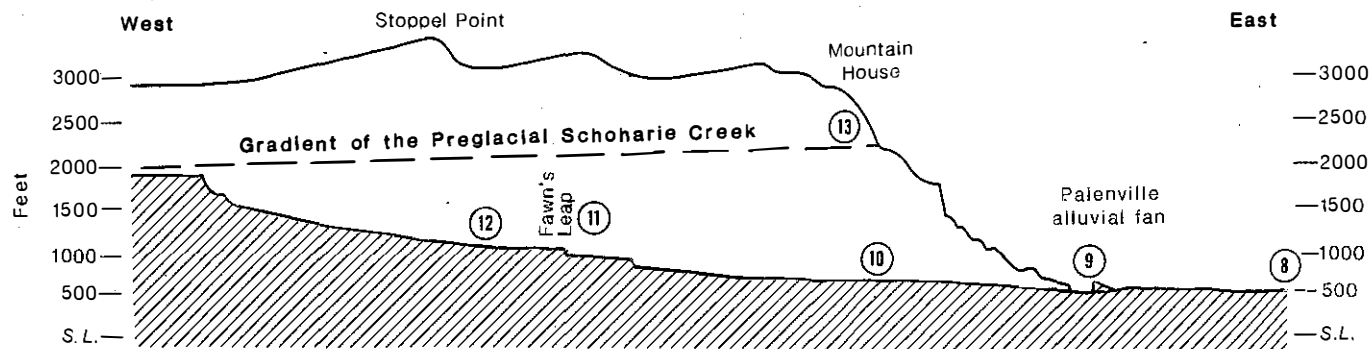 West
Stoppel Point
East
Mountain
House
3000
3000
2500
2500
Gradient of the Preglacial Schoharie Creek
13
2000
2000
Feet
Fawn's
Leap
Palenville
alluvial fan
1500
1500
12
11
1000
1000
10
9
8
500
500
S.L.
S.L.